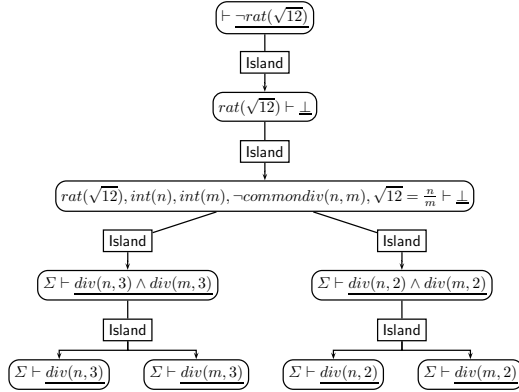 ⊢ ¬rat(√12)
Island
rat(√12) ⊢ ⊥
Island
rat(√12), int(n), int(m), ¬commondiv(n, m), √12 = n/m ⊢ ⊥
Island Island
Σ ⊢ div(n, 3) ∧ div(m, 3) Σ ⊢ div(n, 2) ∧ div(m, 2)
Island Island
Σ ⊢ div(n, 3) Σ ⊢ div(m, 3) Σ ⊢ div(n, 2) Σ ⊢ div(m, 2)